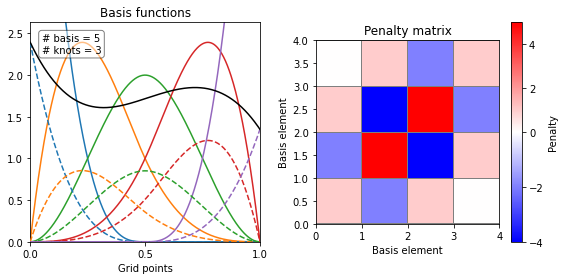 Basis functions
# basis = 5
# knots = 3
2.5
2.0
1.5
1.0
0.5
0.0
0.0 0.5 1.0
Grid points
Penalty matrix
Basis element
4.0
3.5
3.0
2.5
2.0
1.5
1.0
0.5
0.0
0 1 2 3 4
Basis element
4
2
0
−2
−4
Penalty